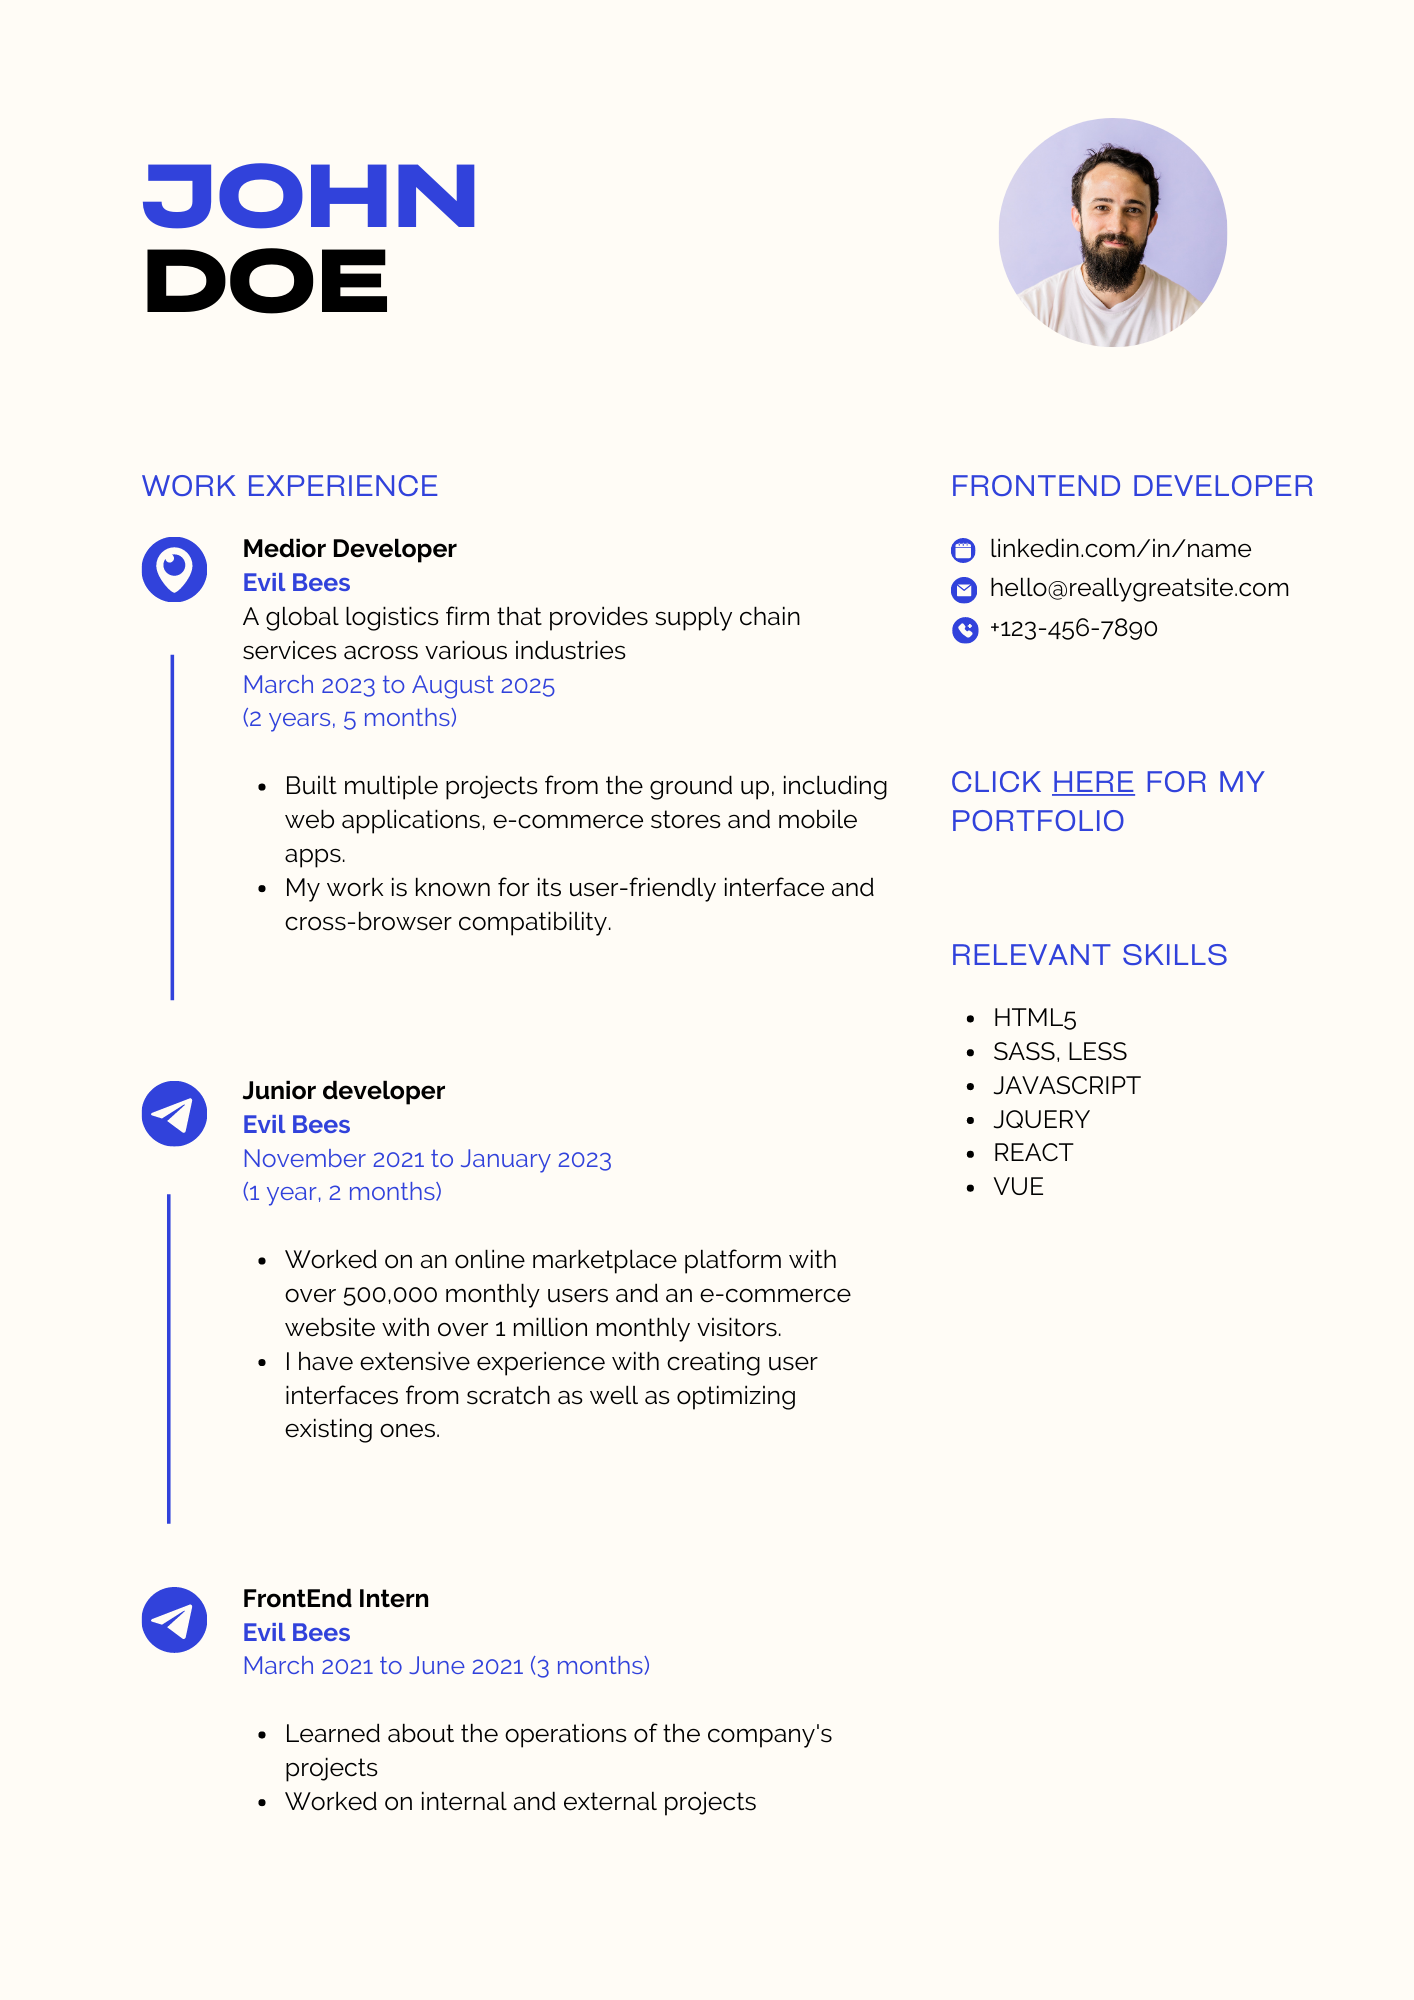 JOHN
DOE
WORK EXPERIENCE
Medior Developer
Evil Bees
A global logistics firm that provides supply chain
services across various industries
March 2023 to August 2025
(2 years, 5 months)
• Built multiple projects from the ground up, including
web applications, e-commerce stores and mobile
apps.
• My work is known for its user-friendly interface and
cross-browser compatibility.
Junior developer
Evil Bees
November 2021 to January 2023
(1 year, 2 months)
• Worked on an online marketplace platform with
over 500,000 monthly users and an e-commerce
website with over 1 million monthly visitors.
• I have extensive experience with creating user
interfaces from scratch as well as optimizing
existing ones.
FrontEnd Intern
Evil Bees
March 2021 to June 2021 (3 months)
• Learned about the operations of the company's
projects
• Worked on internal and external projects
FRONTEND DEVELOPER
linkedin.com/in/name
hello@reallygreatsite.com
+123-456-7890
CLICK HERE FOR MY
PORTFOLIO
RELEVANT SKILLS
• HTML5
• SASS, LESS
• JAVASCRIPT
• JQUERY
• REACT
• VUE